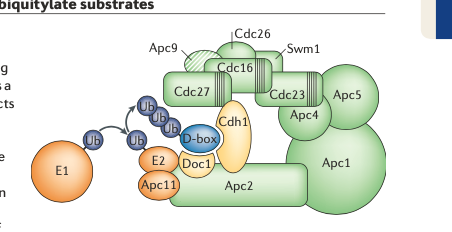 biquitylate substrates
Cdc26
Apc9
Swm1
g
Cdc16
s a
Cdc27
Cdc23
Apc5
cts
Ub
Ub
Cdh1
Apc4
Ub
Ub
Ub
D-box
e
E1
E2
Doc1
Apc1
Apc11
Apc2
n